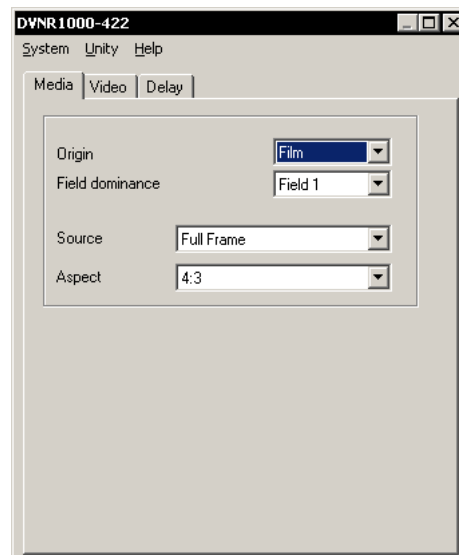 DVNR1000-422
System Unity Help
Media Video Delay
Origin Film
Field dominance Field 1
Source Full Frame
Aspect 4:3